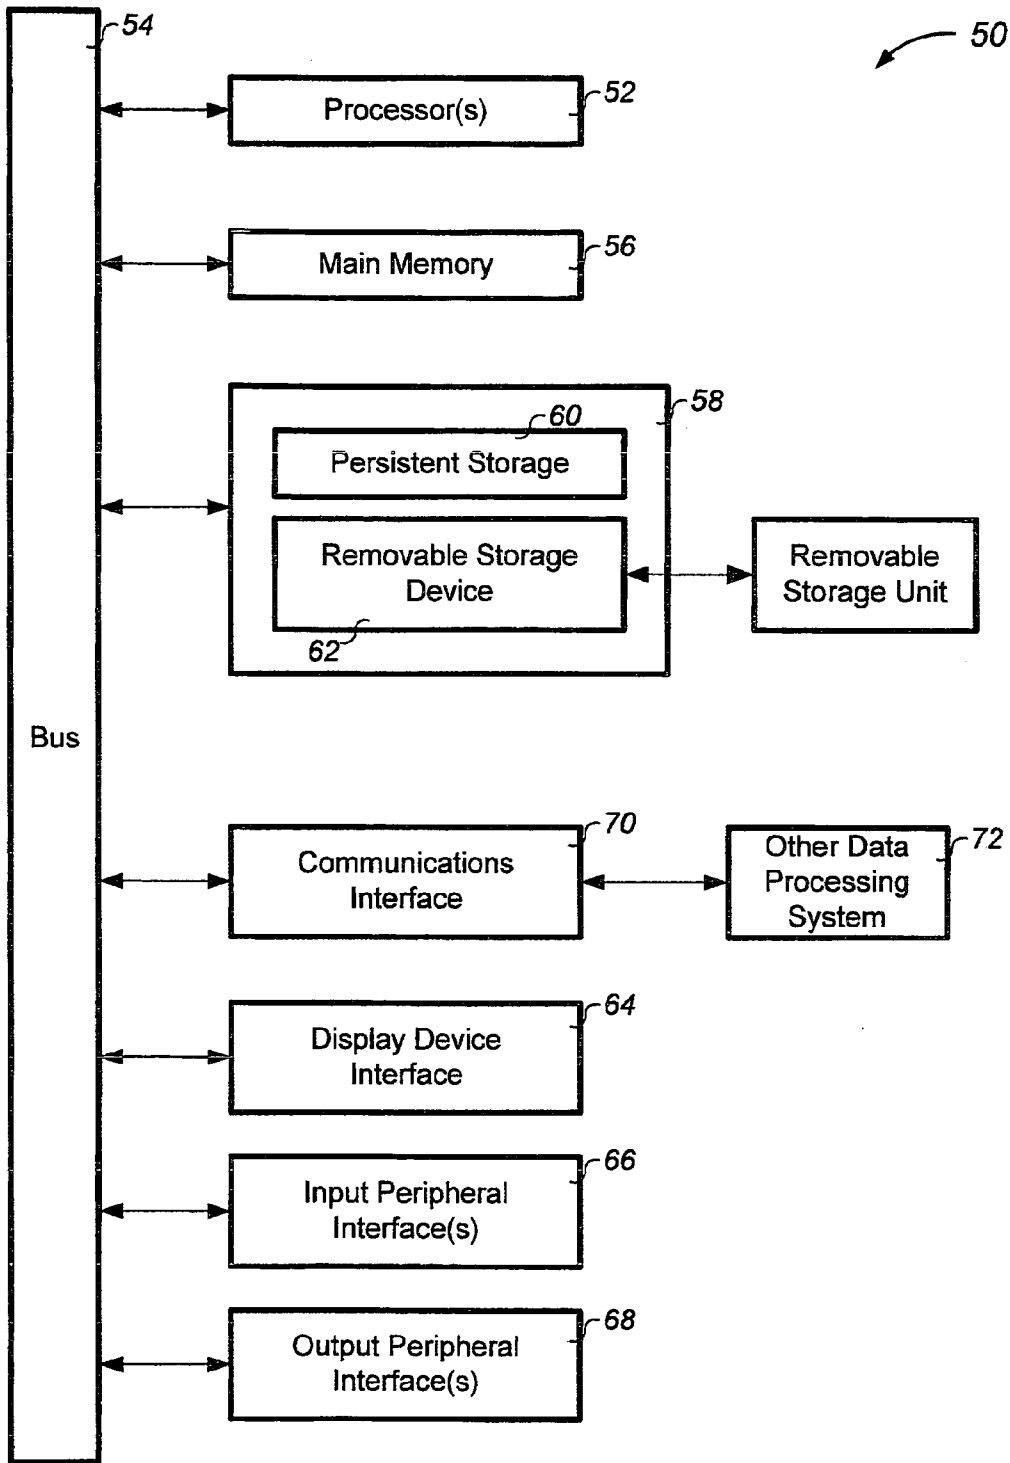 54
50
Processor(s)
52
Main Memory
56
58
60
Persistent Storage
Removable Storage
Device
62
Removable
Storage Unit
Bus
Communications
Interface
70
Other Data
Processing
System
72
Display Device
Interface
64
Input Peripheral
Interface(s)
66
Output Peripheral
Interface(s)
68